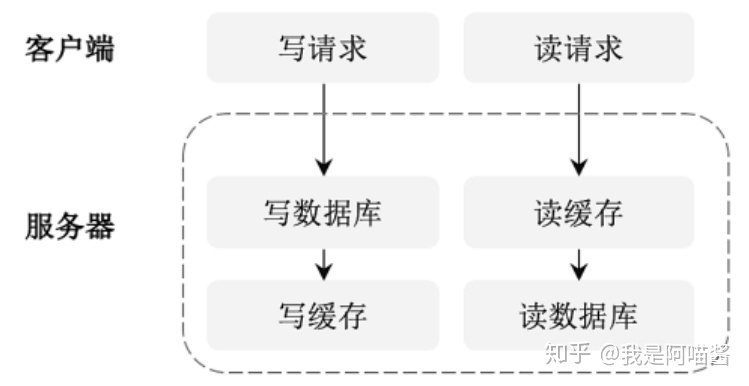 客户端
写请求
读请求
服务器
写数据库
读缓存
写缓存
读数据库
知乎 @我是阿喵酱